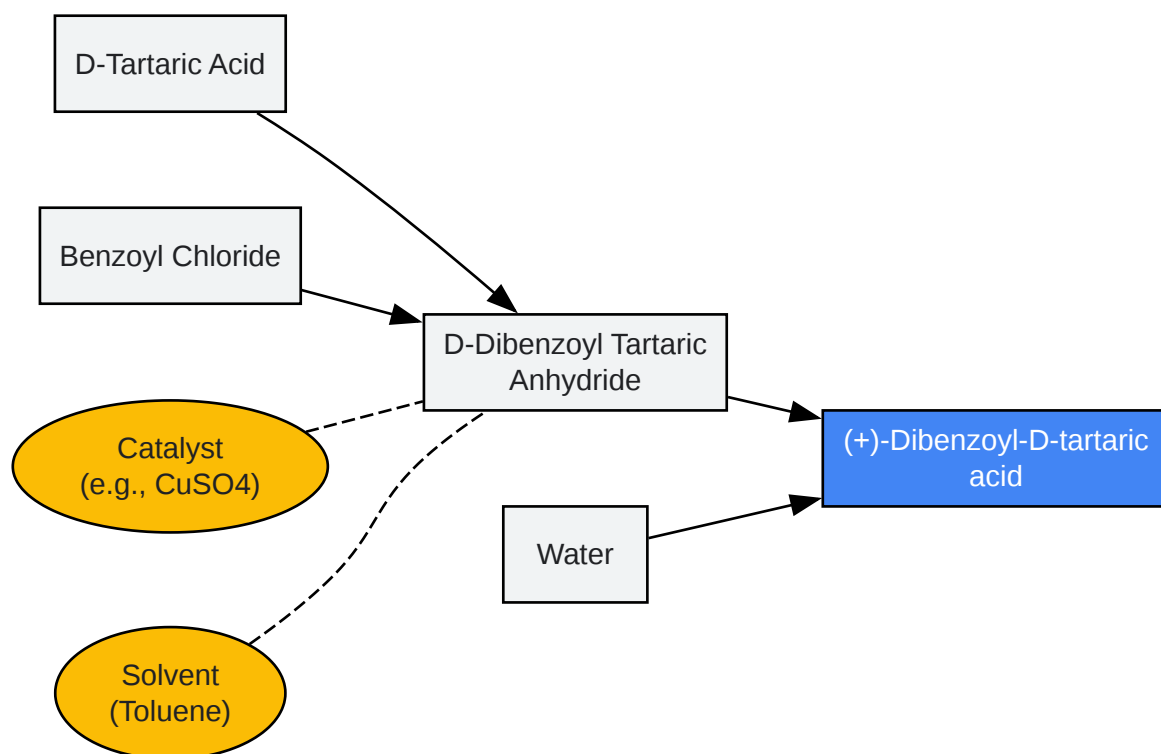 D-Tartaric Acid
Benzoyl Chloride
D-Dibenzoyl Tartaric
Anhydride
Catalyst
(e.g., CuSO4)
(+)-Dibenzoyl-D-tartaric
acid
Water
Solvent
(Toluene)